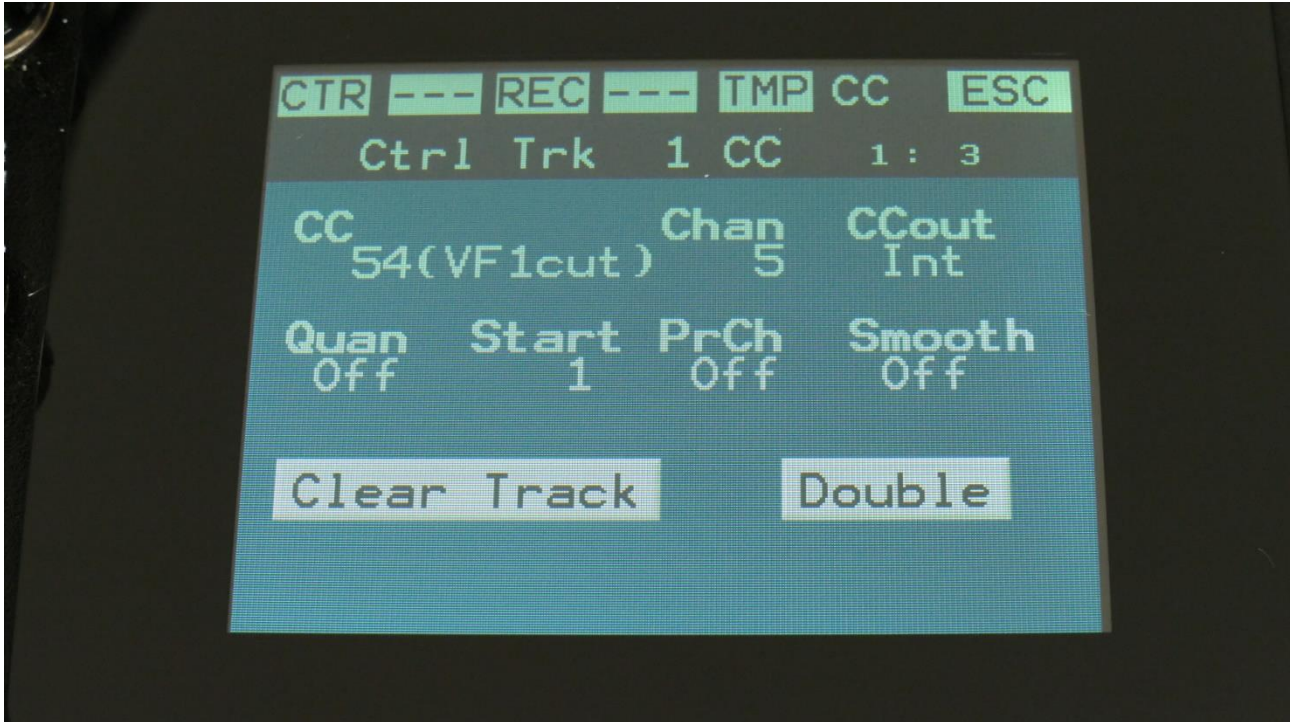 CTR --- REC --- TMP CC ESC
Ctrl Trk 1 CC 1: 3
CC Chan CCout
54(VF1cut) 5 Int
Quan Start PrCh Smooth
Off 1 Off Off
Clear Track Double